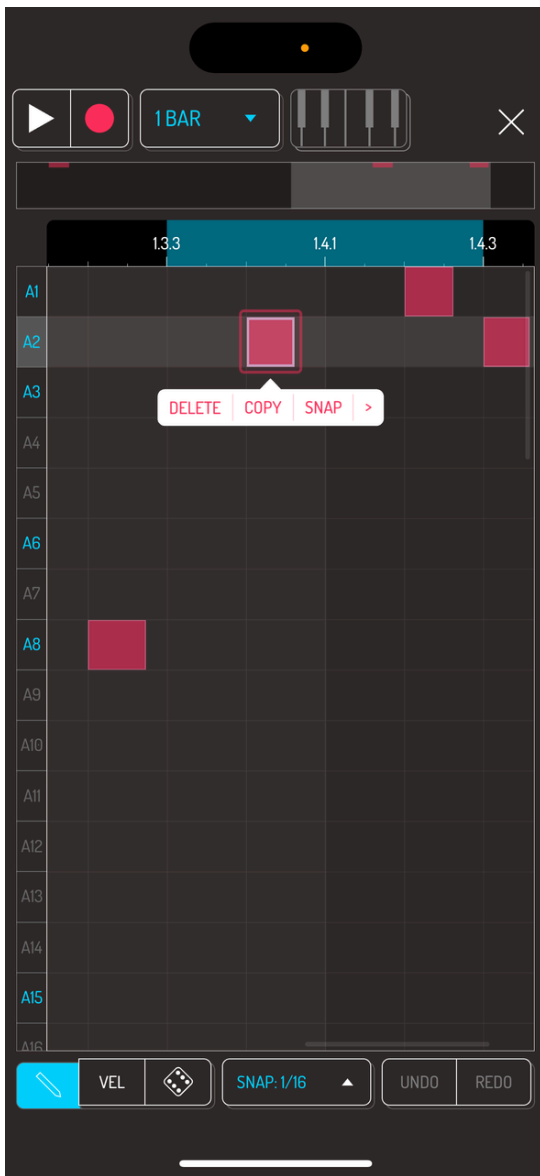 1 BAR
1.3.3 1.4.1 1.4.3
A1
A2
A3
DELETE COPY SNAP >
A4
A5
A6
A7
A8
A9
A10
A11
A12
A13
A14
A15
A16
VEL SNAP: 1/16 UNDO REDO